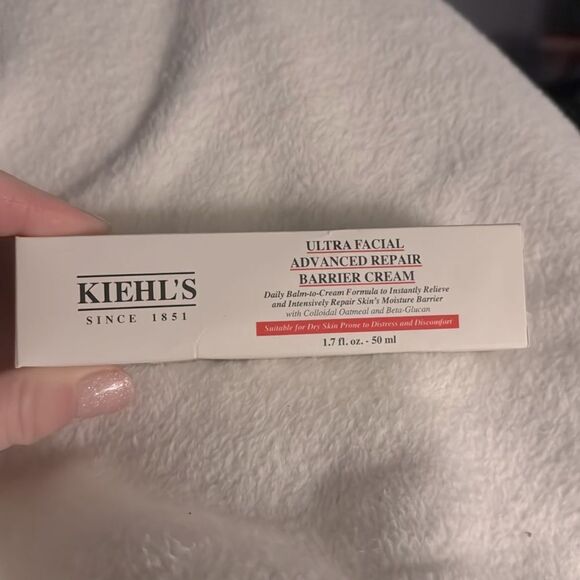 KIEHL'S
SINCE 1851
ULTRA FACIAL
ADVANCED REPAIR
BARRIER CREAM
Daily Balm-to-Cream Formula to Instantly Relieve
and Intensively Repair Skin's Moisture Barrier
with Colloidal Oatmeal and Beta-Glucan
Suitable for Dry Skin Prone to Distress and Discomfort
1.7 fl. oz. - 50 ml